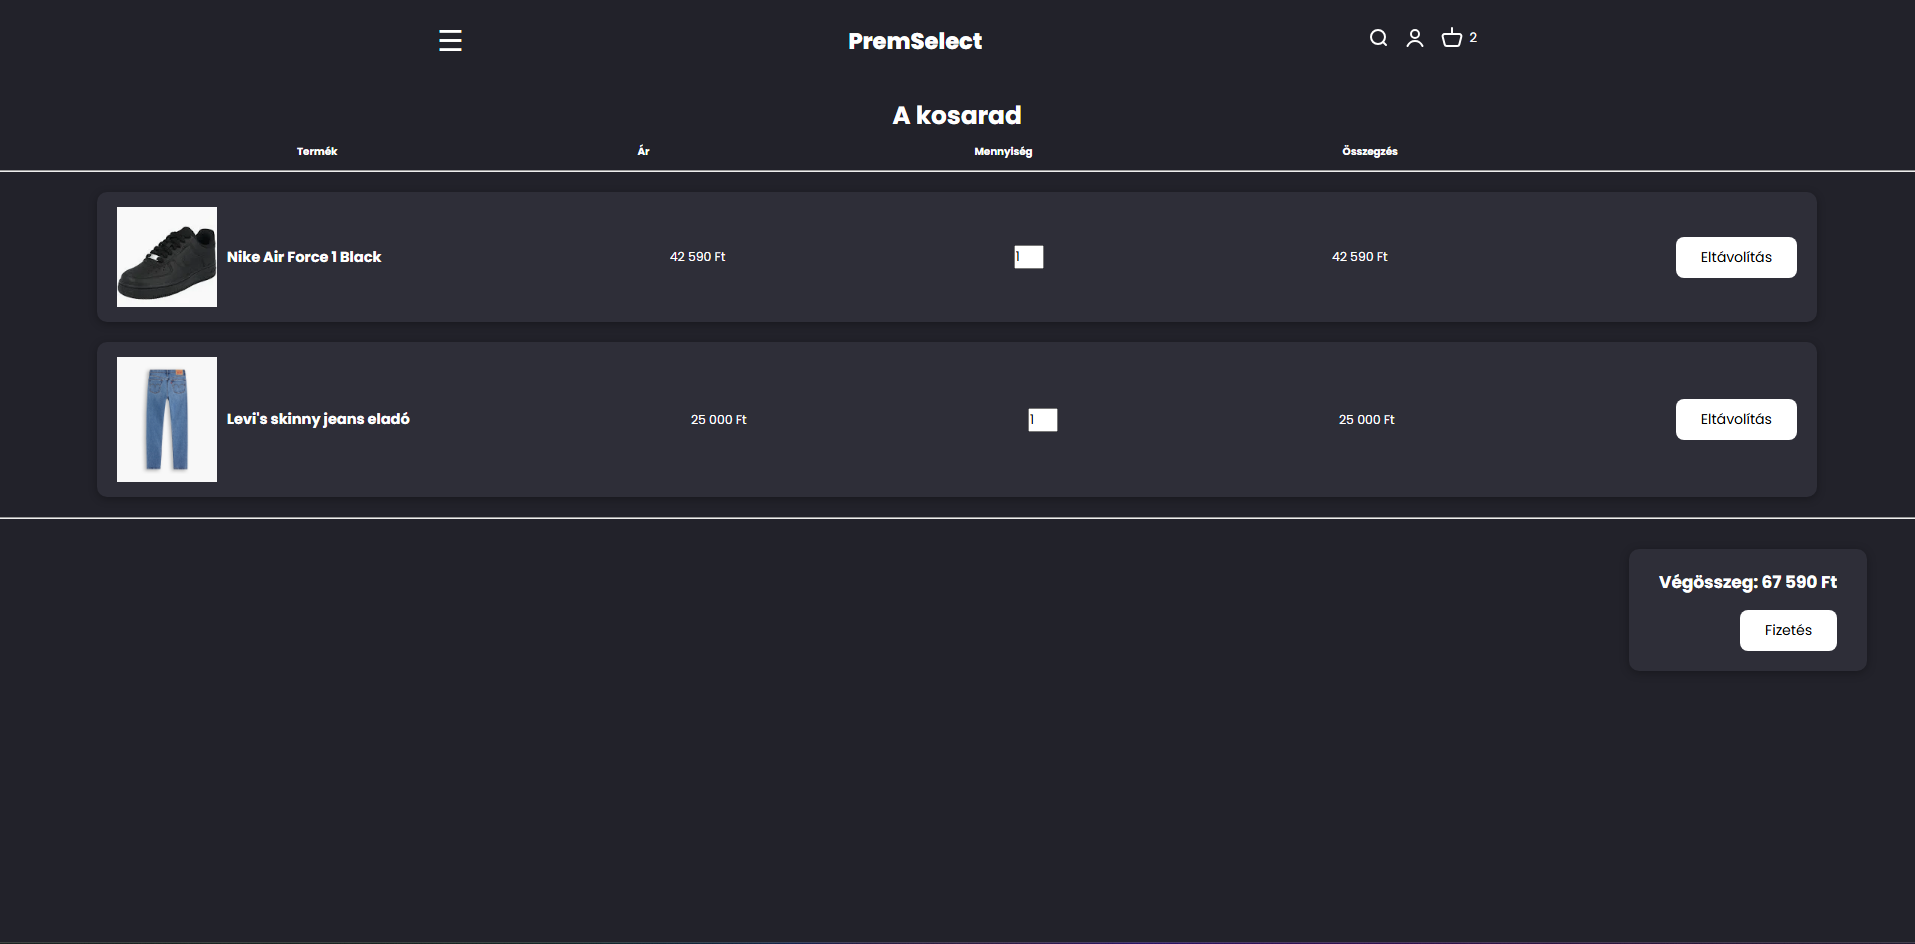 PremSelect
2
A kosarad
Termék Ár Mennyiség Összegzés
Nike Air Force 1 Black 42 590 Ft 1 42 590 Ft Eltávolítás
Levi's skinny jeans eladó 25 000 Ft 1 25 000 Ft Eltávolítás
Végösszeg: 67 590 Ft
Fizetés